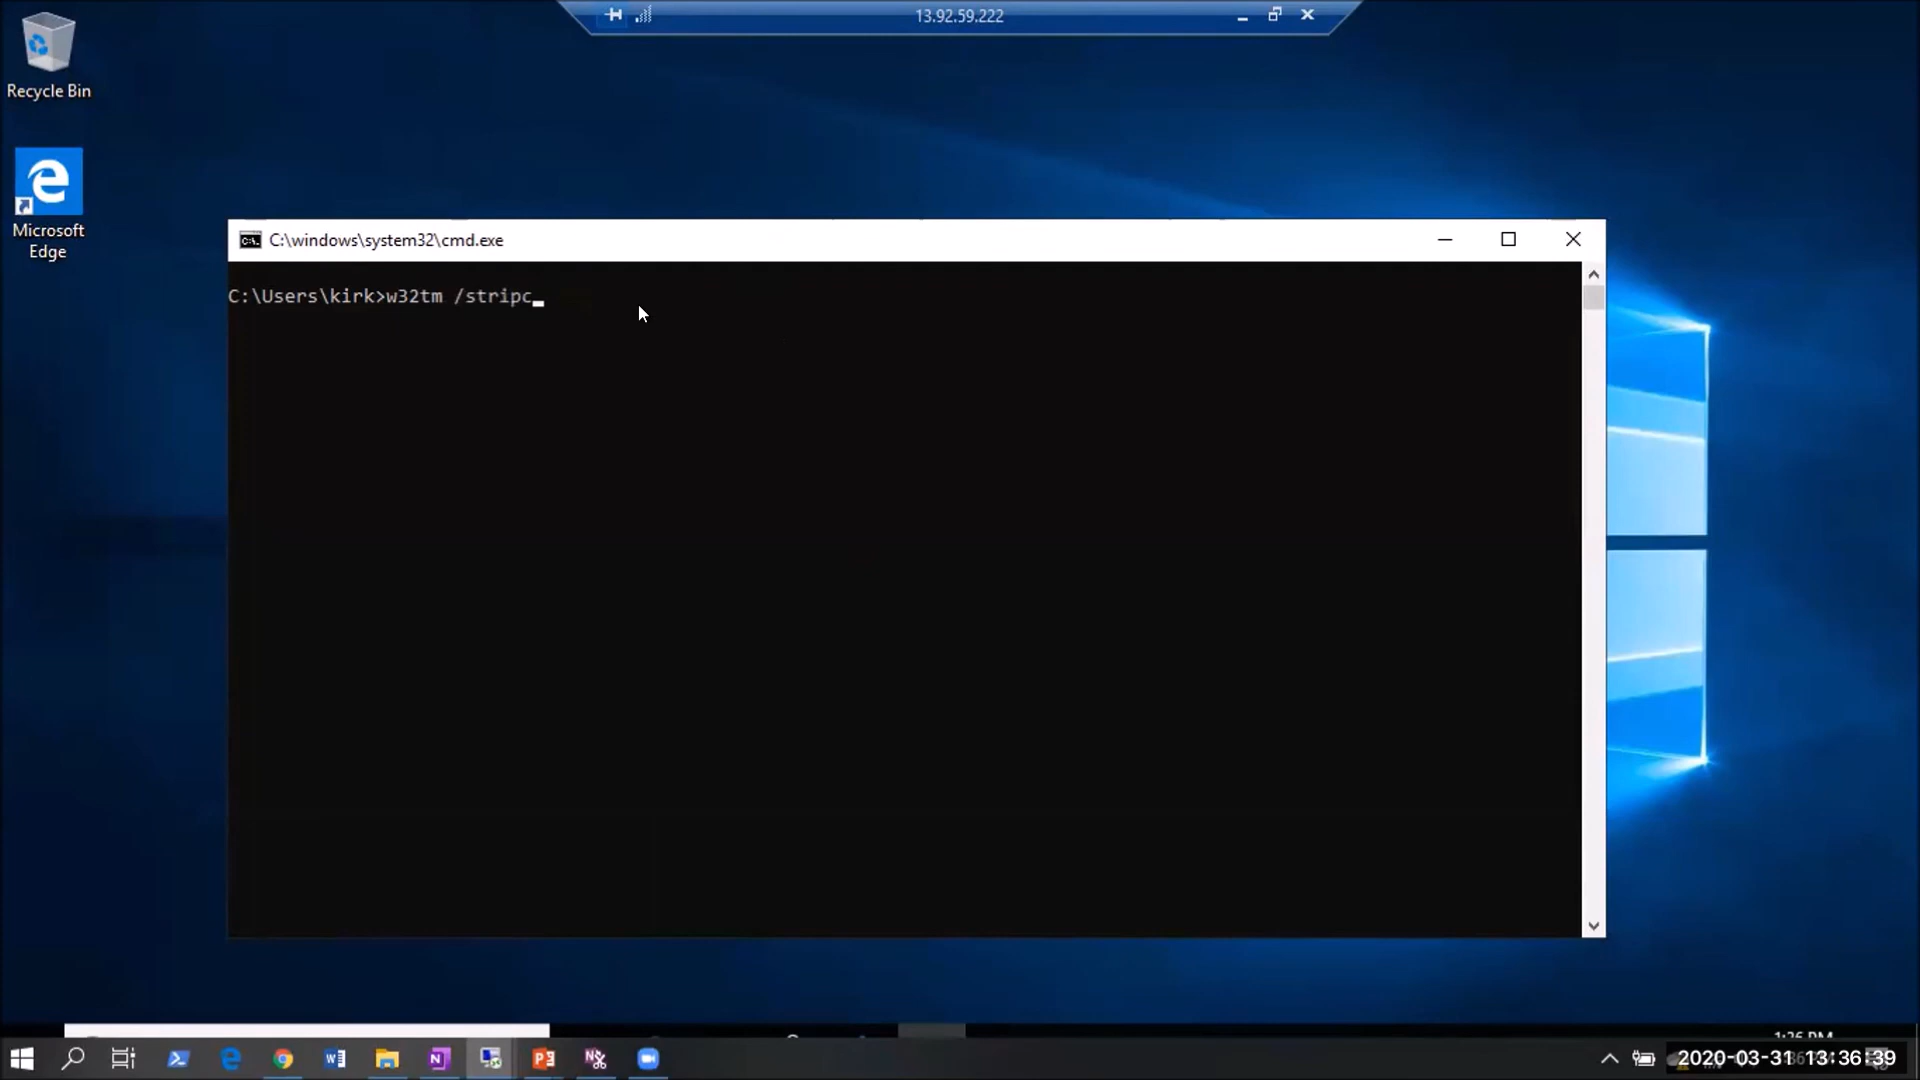 13.92.59.222
Recycle Bin
Microsoft
Edge
C:\windows\system32\cmd.exe
C:\Users\kirk>w32tm /stripc
2020-03-31 13:36:39